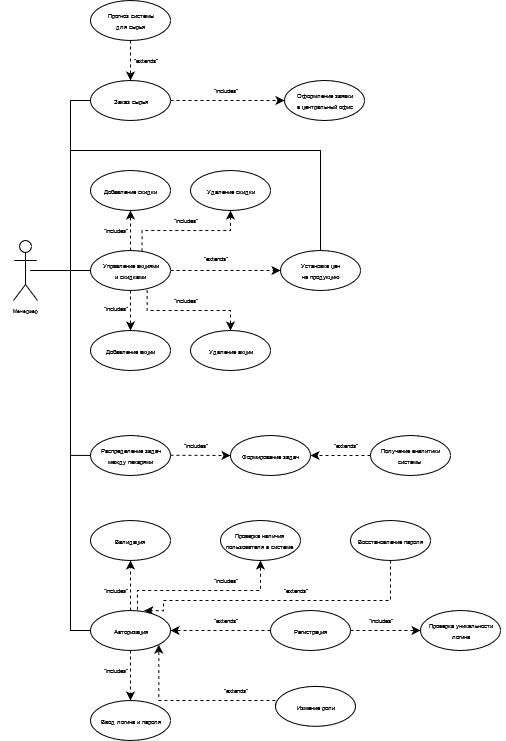 Прогноз системы
для сырья
"extends"
Заказ сырья
"includes"
Оформление заявки
в центральный офис
Добавление скидки
Удаление скидки
"includes"
"includes"
Управление акциями
и скидками
"extends"
Установка цен
на продукцию
Менеджер
"includes"
"includes"
Добавление акции
Удаление акции
Распределение задач
между пекарями
"includes"
Формирование задач
"extends"
Получение аналитики
системы
Валидация
Проверка наличия
пользователя в системе
Восстановление пароля
"includes"
"includes"
"extends"
Авторизация
"extends"
Регистрация
"includes"
Проверка уникальности
логина
"includes"
"extends"
Ввод логина и пароля
Измение роли